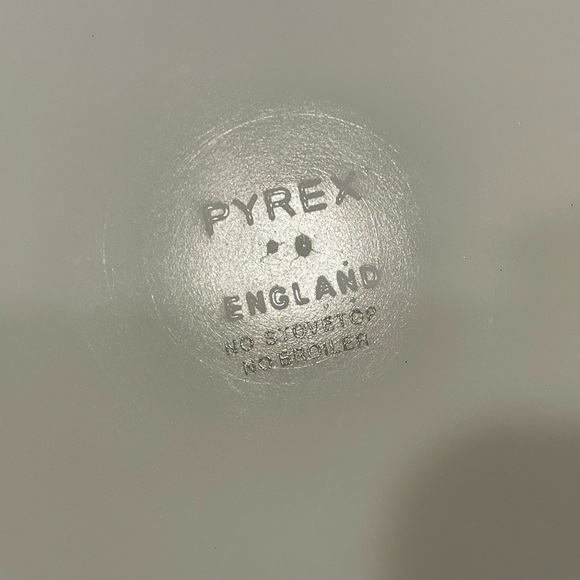 PYREX
ENGLAND
NO STOVETOP
NO BROILER